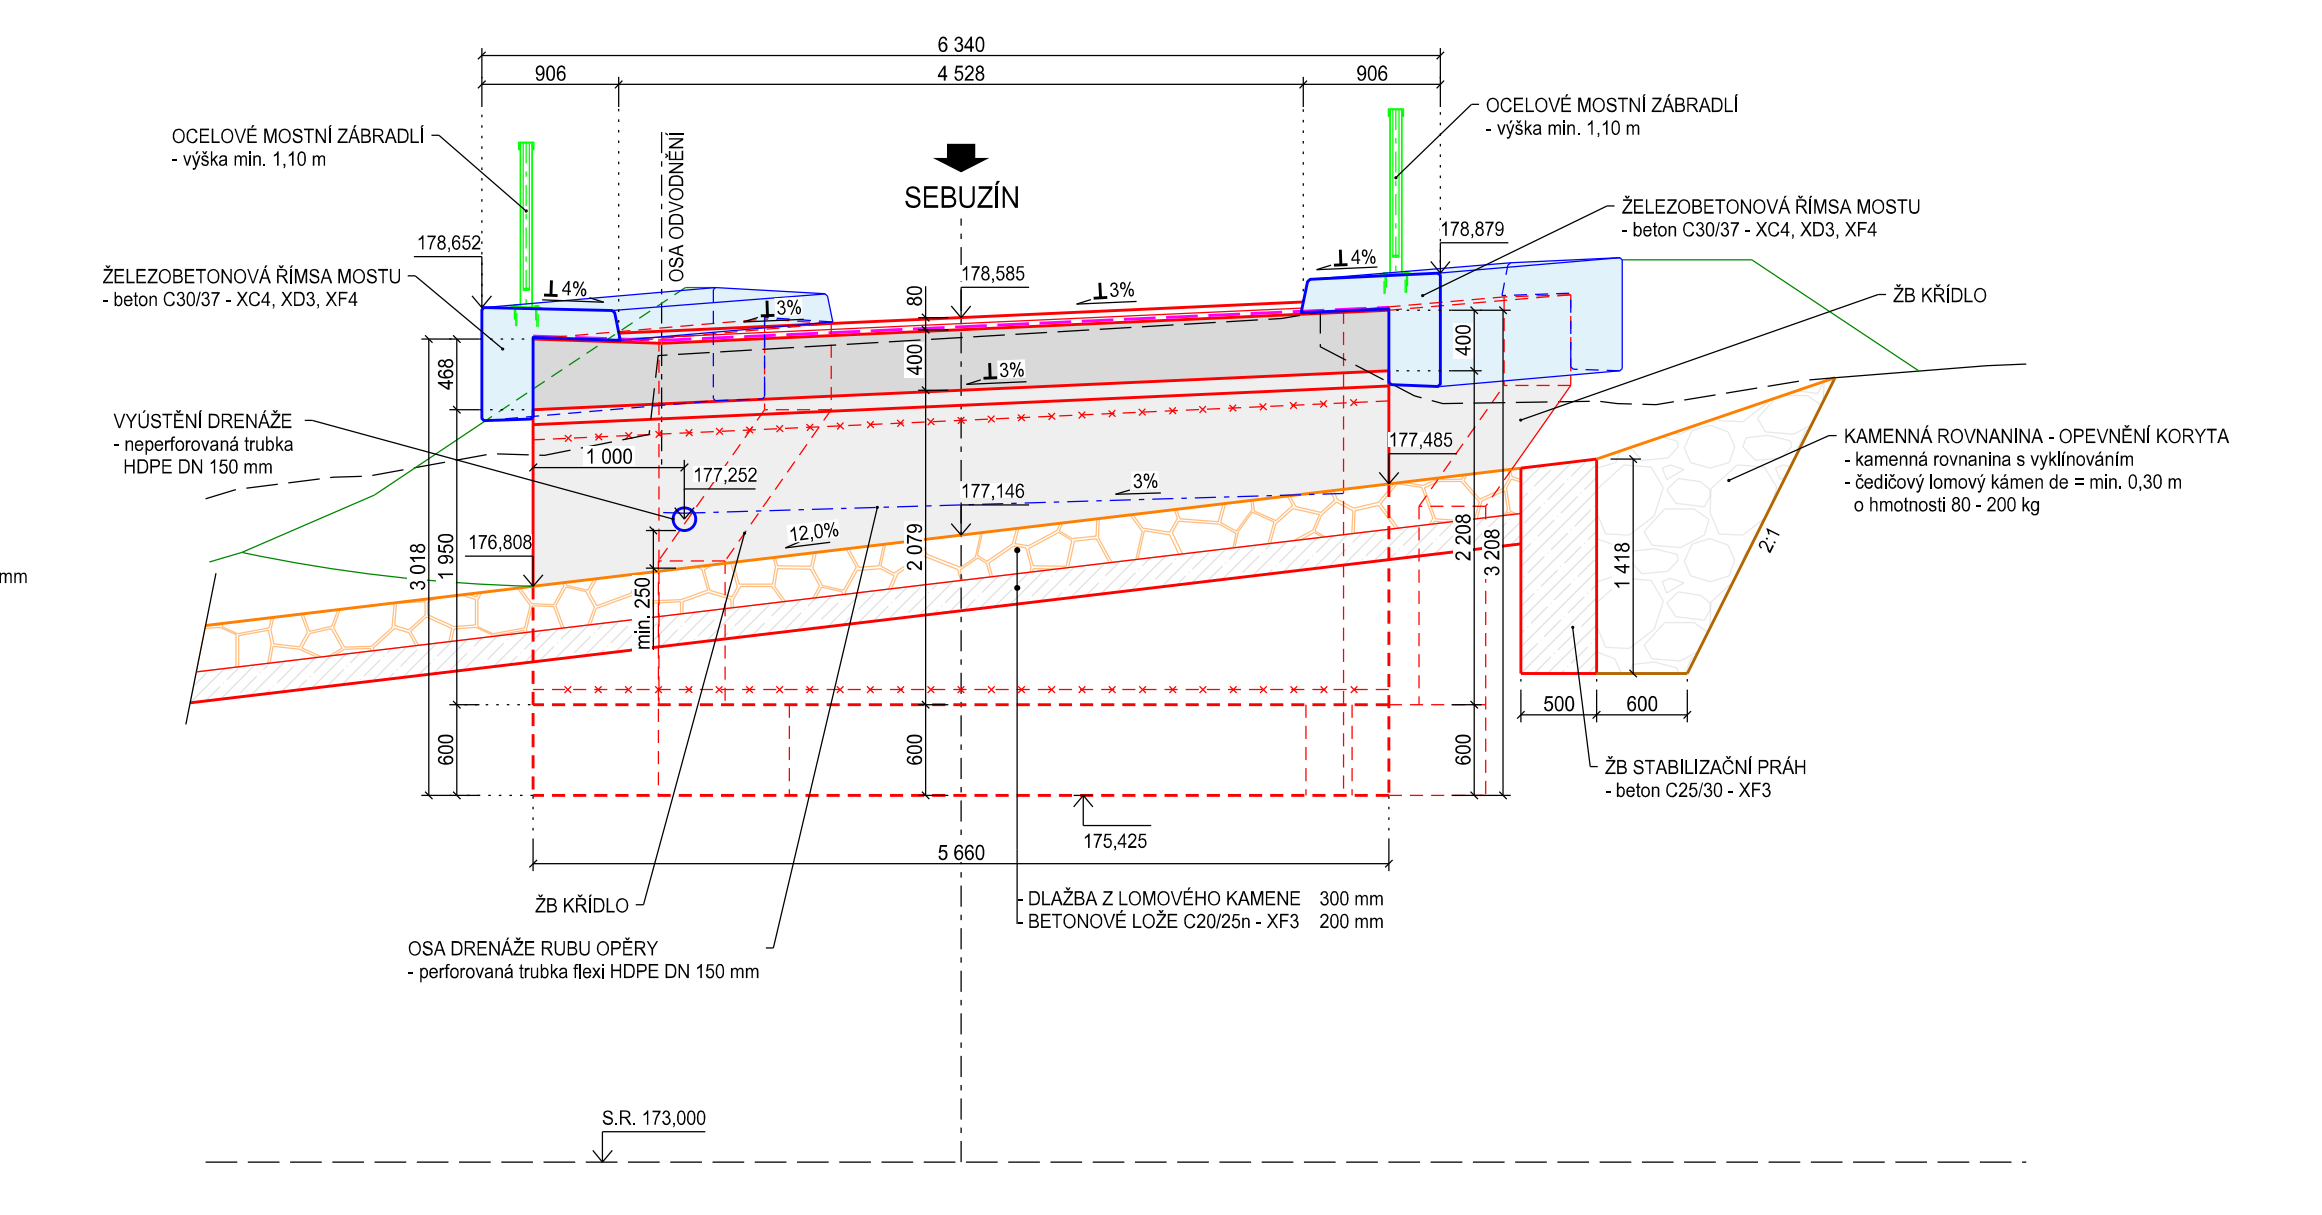 6 340
906
4 528
906
OCELOVÉ MOSTNÍ ZÁBRADLÍ
- výška min. 1,10 m
OCELOVÉ MOSTNÍ ZÁBRADLÍ
- výška min. 1,10 m
OSA ODVODNĚNÍ
SEBUZÍN
ŽELEZOBETONOVÁ ŘÍMSA MOSTU
- beton C30/37 - XC4, XD3, XF4
178,652
178,879
ŽELEZOBETONOVÁ ŘÍMSA MOSTU
- beton C30/37 - XC4, XD3, XF4
178,585
4%
4%
3%
3%
80
ŽB KŘÍDLO
468
400
400
3%
VYÚSTĚNÍ DRENÁŽE
- neperforovaná trubka
HDPE DN 150 mm
1 000
177,252
177,485
177,146
3%
KAMENNÁ ROVNANINA - OPEVNĚNÍ KORYTA
- kamenná rovnanina s vyklínováním
- čedičový lomový kámen de = min. 0,30 m
o hmotnosti 80 - 200 kg
176,808
12,0%
3 018
1 950
2 079
2 208
3 208
2:1
1 418
mm
min. 250
500
600
600
600
600
ŽB STABILIZAČNÍ PRÁH
- beton C25/30 - XF3
175,425
5 660
ŽB KŘÍDLO
- DLAŽBA Z LOMOVÉHO KAMENE 300 mm
- BETONOVÉ LOŽE C20/25n - XF3 200 mm
OSA DRENÁŽE RUBU OPĚRY
- perforovaná trubka flexi HDPE DN 150 mm
S.R. 173,000